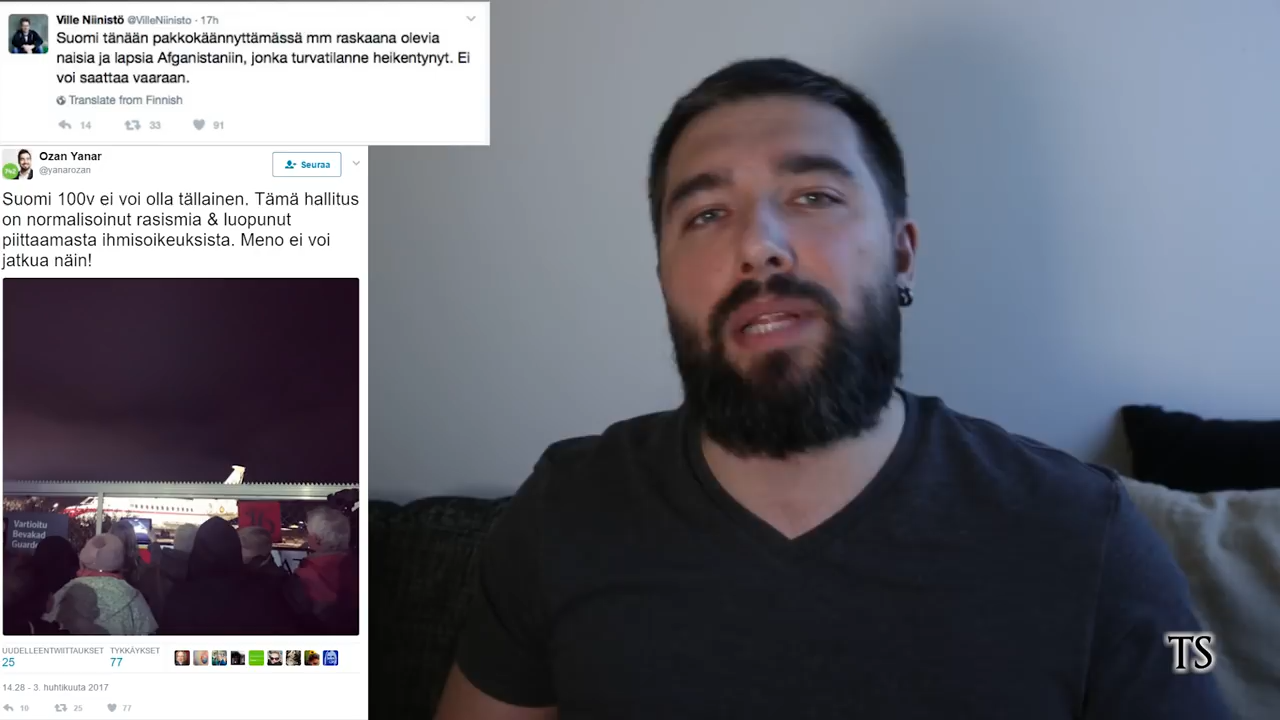 Ville Niinistö @VilleNiinisto · 17h
Suomi tänään pakkokäännyttämässä mm raskaana olevia
naisia ja lapsia Afganistaniin, jonka turvatilanne heikentynyt. Ei
voi saattaa vaaraan.
Translate from Finnish
14 33 91
Ozan Yanar
@yanarozan
Seuraa
Suomi 100v ei voi olla tällainen. Tämä hallitus
on normalisoinut rasismia & luopunut
piittaamasta ihmisoikeuksista. Meno ei voi
jatkua näin!
Vartioitu
Bevakad
UUDELLEENTWIITTAUKSET TYKKÄYKSET
25 77
14.28 - 3. huhtikuuta 2017
10 25 77
TS